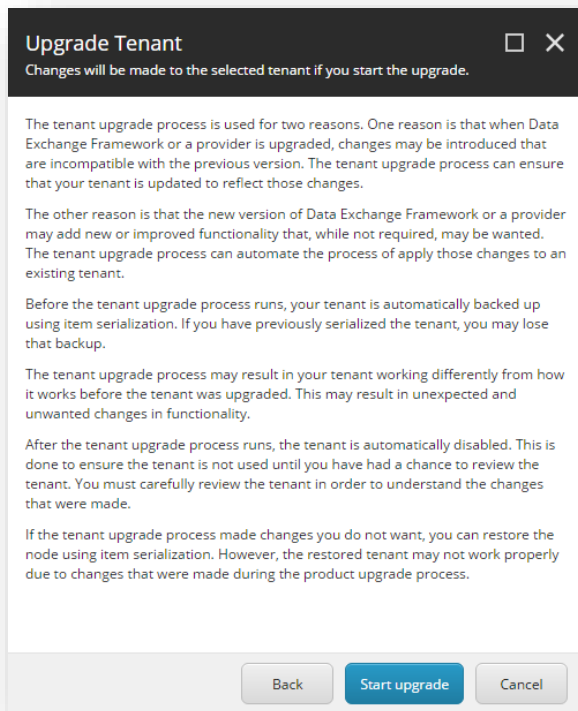 Upgrade Tenant
Changes will be made to the selected tenant if you start the upgrade.
The tenant upgrade process is used for two reasons. One reason is that when Data
Exchange Framework or a provider is upgraded, changes may be introduced that
are incompatible with the previous version. The tenant upgrade process can ensure
that your tenant is updated to reflect those changes.
The other reason is that the new version of Data Exchange Framework or a provider
may add new or improved functionality that, while not required, may be wanted.
The tenant upgrade process can automate the process of apply those changes to an
existing tenant.
Before the tenant upgrade process runs, your tenant is automatically backed up
using item serialization. If you have previously serialized the tenant, you may lose
that backup.
The tenant upgrade process may result in your tenant working differently from how
it works before the tenant was upgraded. This may result in unexpected and
unwanted changes in functionality.
After the tenant upgrade process runs, the tenant is automatically disabled. This is
done to ensure the tenant is not used until you have had a chance to review the
tenant. You must carefully review the tenant in order to understand the changes
that were made.
If the tenant upgrade process made changes you do not want, you can restore the
node using item serialization. However, the restored tenant may not work properly
due to changes that were made during the product upgrade process.
Back
Start upgrade
Cancel